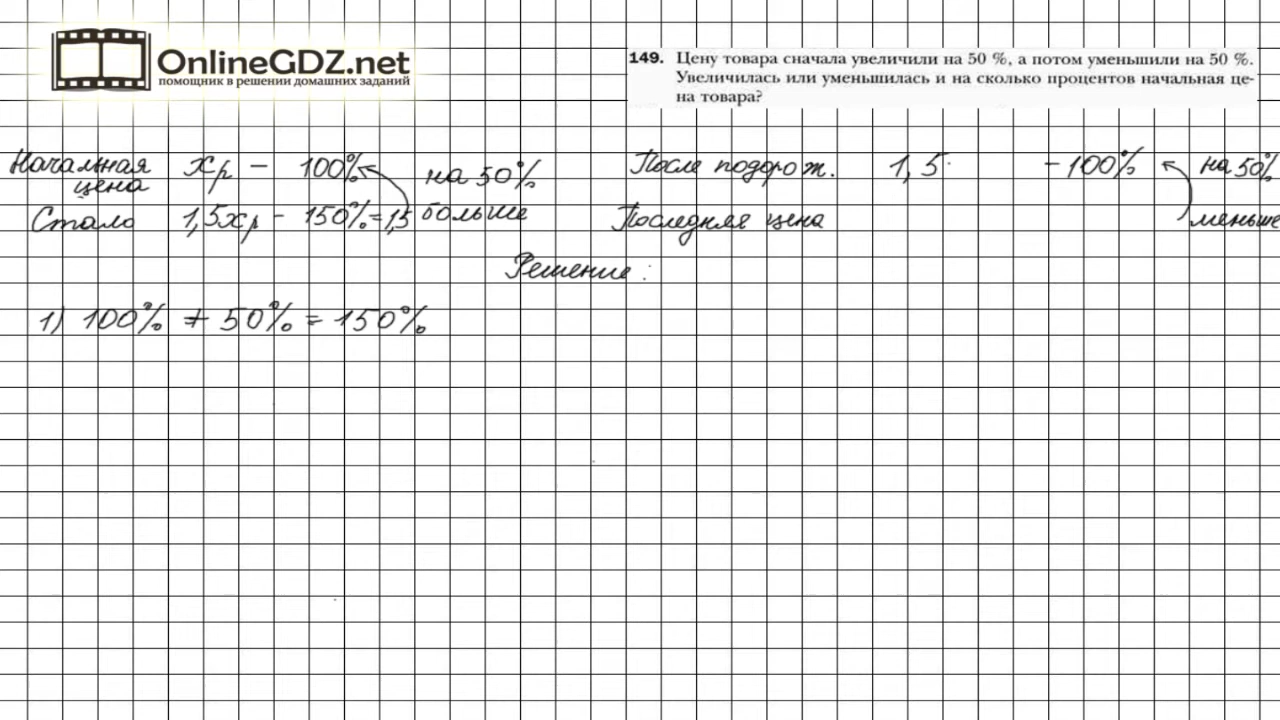 OnlineGDZ.net
помощник в решении домашних заданий
149. Цену товара сначала увеличили на 50 %, а потом уменьшили на 50 %.
Увеличилась или уменьшилась и на сколько процентов начальная це-
на товара?
Начальная цена xр - 100% на 50%
Стало 1,5xр - 150% = 1,5 больше
После подорож. 1,5 - 100% на 50%
Последняя цена меньше
Решение:
1) 100% + 50% = 150%